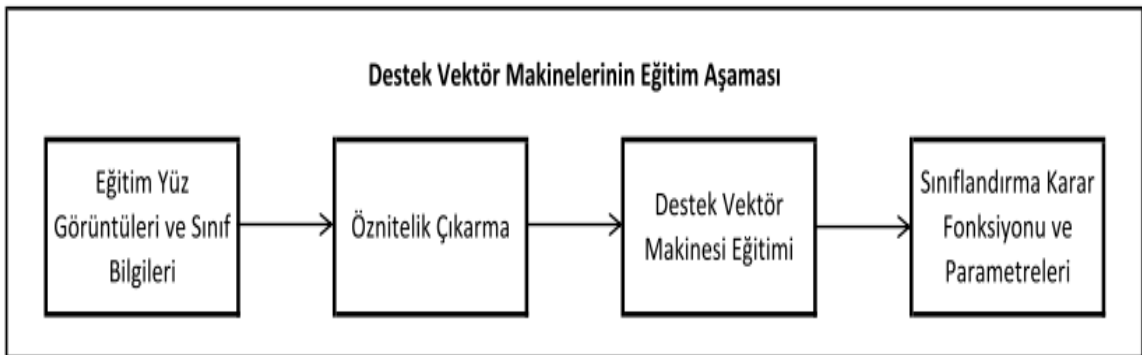 Destek Vektör Makinelerinin Eğitim Aşaması
Eğitim Yüz
Görüntüleri ve Sınıf
Bilgileri
Öznitelik Çıkarma
Destek Vektör
Makinesi Eğitimi
Sınıflandırma Karar
Fonksiyonu ve
Parametreleri